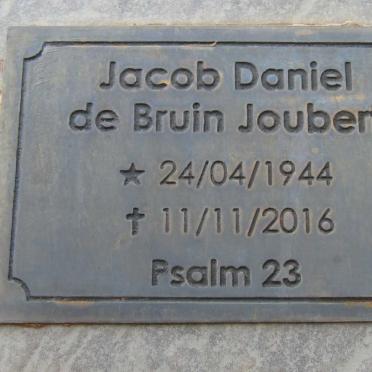 Jacob Daniel
de Bruin Jouber
★ 24/04/1944
✝ 11/11/2016
Psalm 23